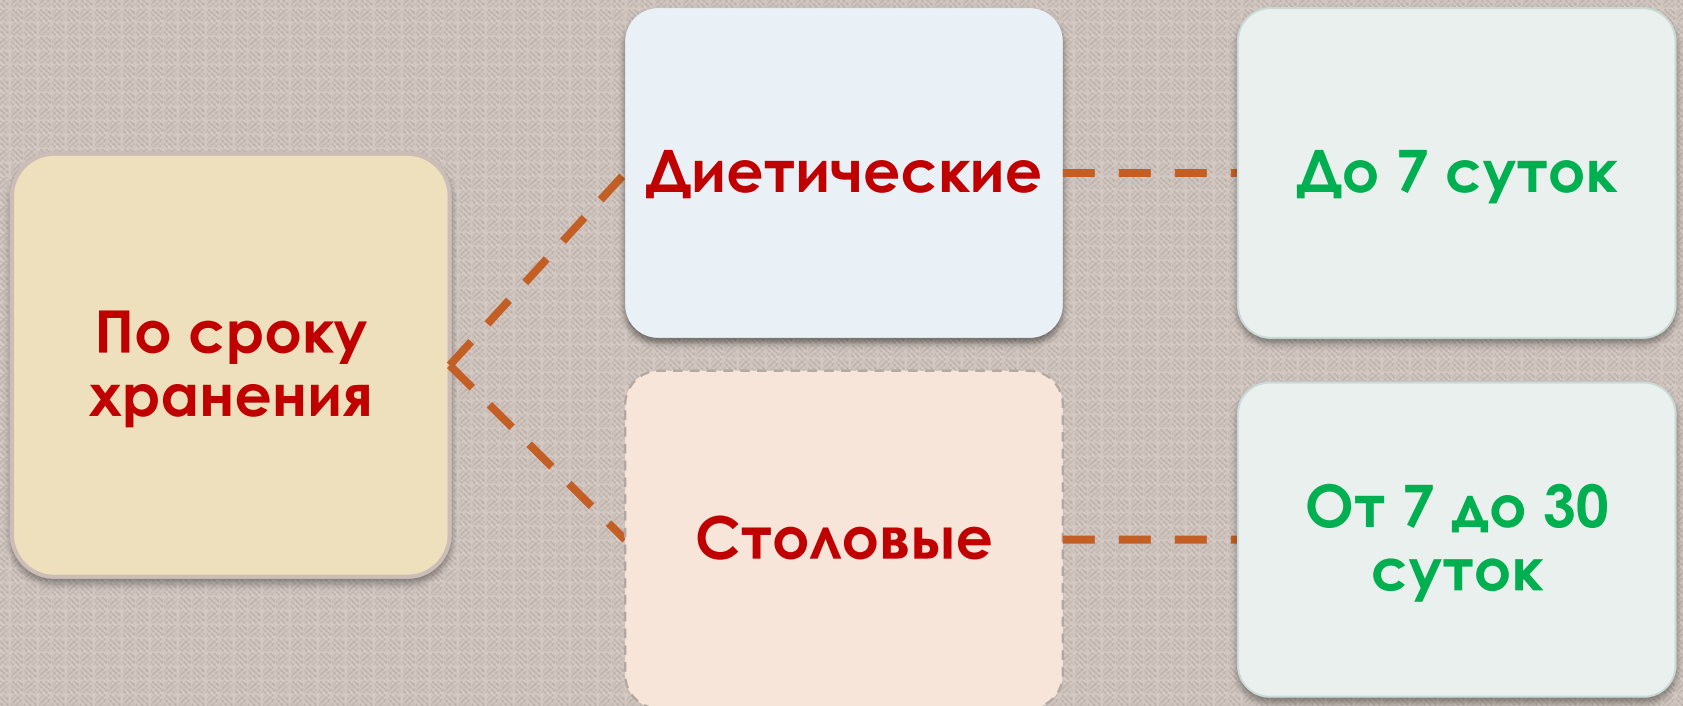 По сроку
хранения
Диетические
До 7 суток
Столовые
От 7 до 30
суток